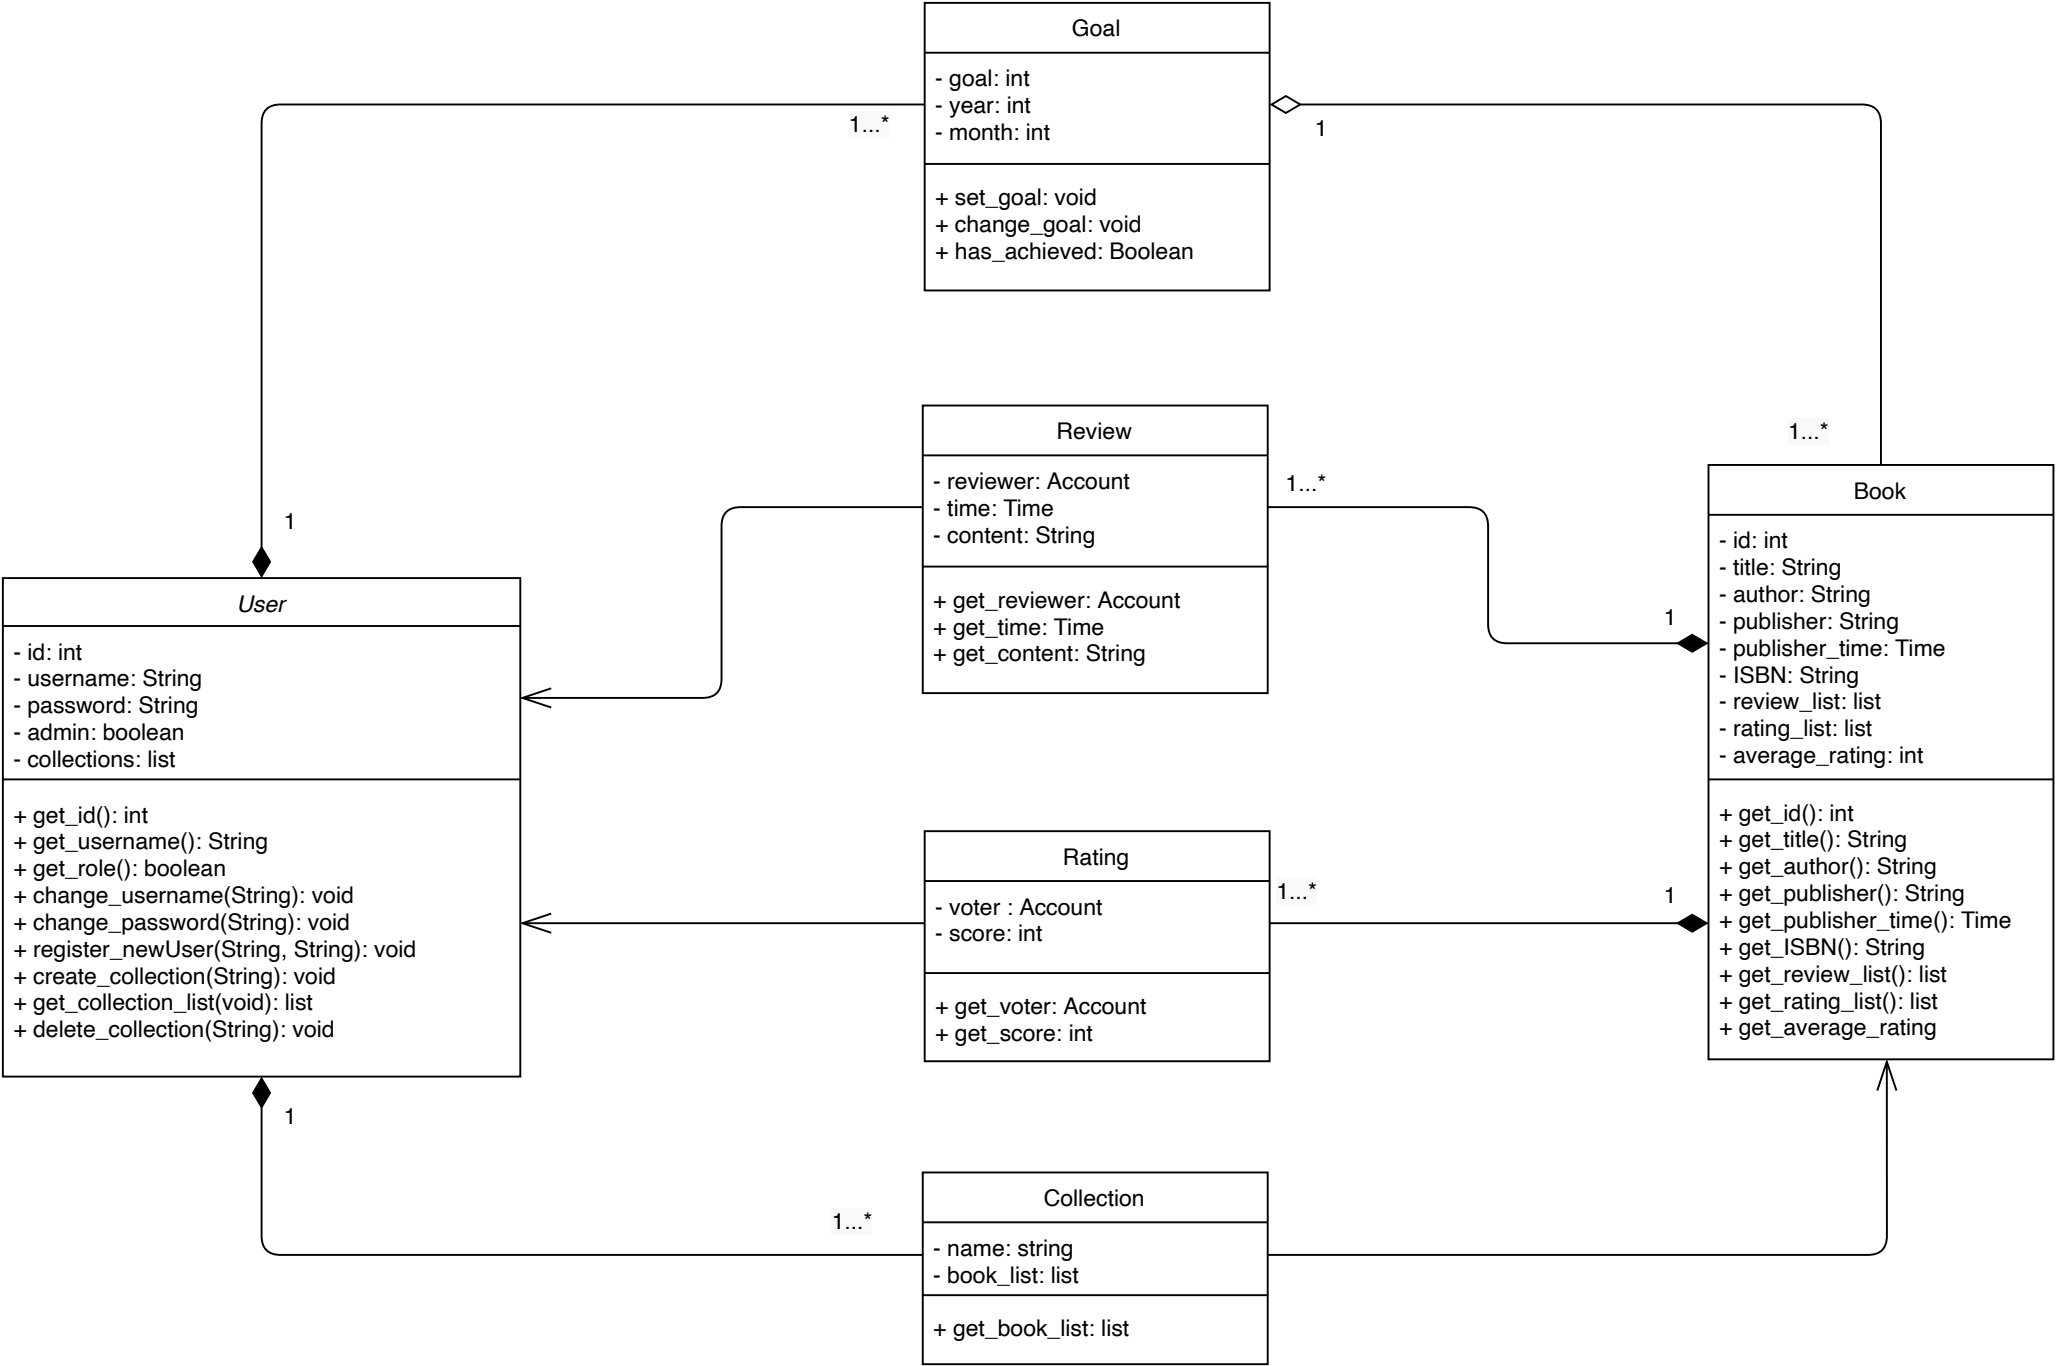 Goal
- goal: int
- year: int
- month: int
+ set_goal: void
+ change_goal: void
+ has_achieved: Boolean
1...*
1
1
1...*
Review
- reviewer: Account
- time: Time
- content: String
+ get_reviewer: Account
+ get_time: Time
+ get_content: String
1...*
1
User
- id: int
- username: String
- password: String
- admin: boolean
- collections: list
+ get_id(): int
+ get_username(): String
+ get_role(): boolean
+ change_username(String): void
+ change_password(String): void
+ register_newUser(String, String): void
+ create_collection(String): void
+ get_collection_list(void): list
+ delete_collection(String): void
Book
- id: int
- title: String
- author: String
- publisher: String
- publisher_time: Time
- ISBN: String
- review_list: list
- rating_list: list
- average_rating: int
+ get_id(): int
+ get_title(): String
+ get_author(): String
+ get_publisher(): String
+ get_publisher_time(): Time
+ get_ISBN(): String
+ get_review_list(): list
+ get_rating_list(): list
+ get_average_rating
Rating
- voter : Account
- score: int
+ get_voter: Account
+ get_score: int
1...*
1
1
1...*
Collection
- name: string
- book_list: list
+ get_book_list: list